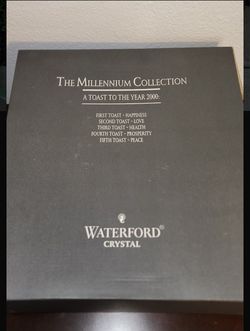 THE MILLENNIUM COLLECTION
A TOAST TO THE YEAR 2000:
FIRST TOAST - HAPPINESS
SECOND TOAST - LOVE
THIRD TOAST - HEALTH
FOURTH TOAST - PROSPERITY
FIFTH TOAST - PEACE
WATERFORD®
CRYSTAL